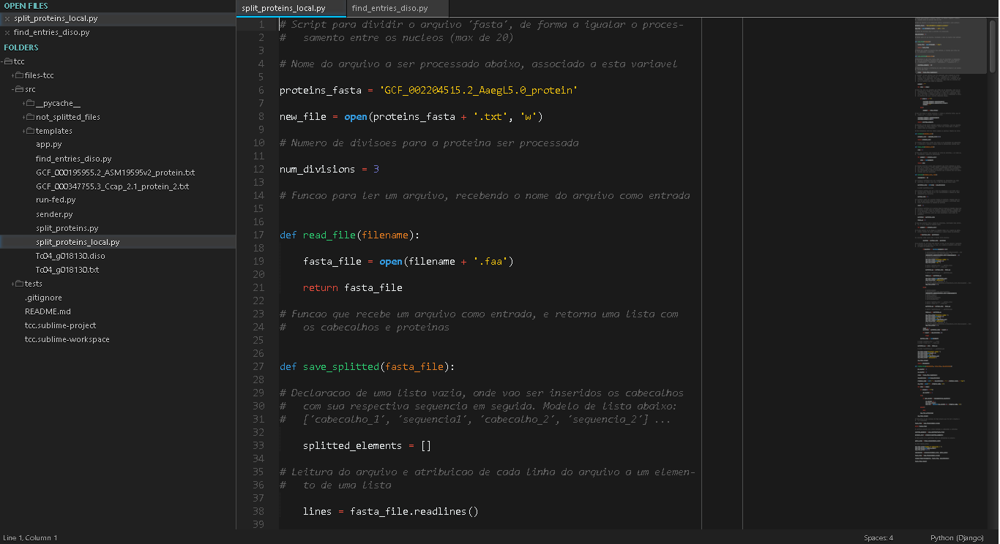 OPEN FILES
split_proteins_local.py
find_entries_diso.py
FOLDERS
tcc
files-tcc
src
__pycache__
not_splitted_files
templates
app.py
find_entries_diso.py
GCF_000195955.2_ASM19595v2_protein.txt
GCF_000347755.3_Ccap_2.1_protein_2.txt
run-fed.py
sender.py
split_proteins.py
split_proteins_local.py
Tc04_g018130.diso
Tc04_g018130.txt
tests
.gitignore
README.md
tcc.sublime-project
tcc.sublime-workspace
split_proteins_local.py find_entries_diso.py
1 # Script para dividir o arquivo 'fasta', de forma a igualar o proces-
2 #   samento entre os nucleos (max de 20)
3
4 # Nome do arquivo a ser processado abaixo, associado a esta variavel
5
6 proteins_fasta = 'GCF_002204515.2_AaegL5.0_protein'
7
8 new_file = open(proteins_fasta + '.txt', 'w')
9
10 # Numero de divisoes para a proteina ser processada
11
12 num_divisions = 3
13
14 # Funcao para ler um arquivo, recebendo o nome do arquivo como entrada
15
16
17 def read_file(filename):
18
19     fasta_file = open(filename + '.faa')
20
21     return fasta_file
22
23 # Funcao que recebe um arquivo como entrada, e retorna uma lista com
24 #   os cabecalhos e proteinas
25
26
27 def save_splitted(fasta_file):
28
29 # Declaracao de uma lista vazia, onde vao ser inseridos os cabecalhos
30 #   com sua respectiva sequencia em seguida. Modelo de lista abaixo:
31 #   ['cabecalho_1', 'sequencia1', 'cabecalho_2', 'sequencia_2'] ...
32
33     splitted_elements = []
34
35 # Leitura do arquivo e atribuicao de cada linha do arquivo a um elemen-
36 #   to de uma lista
37
38     lines = fasta_file.readlines()
39
Line 1, Column 1
Spaces: 4
Python (Django)